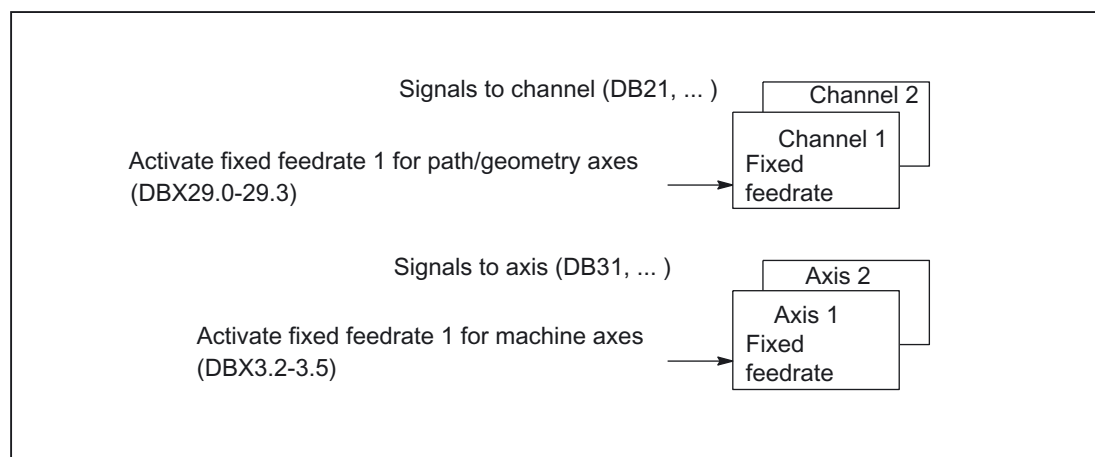 Signals to channel (DB21, ... )
Channel 2
Channel 1
Activate fixed feedrate 1 for path/geometry axes
(DBX29.0-29.3)
Fixed
feedrate
Signals to axis (DB31, ... )
Axis 2
Axis 1
Activate fixed feedrate 1 for machine axes
(DBX3.2-3.5)
Fixed
feedrate